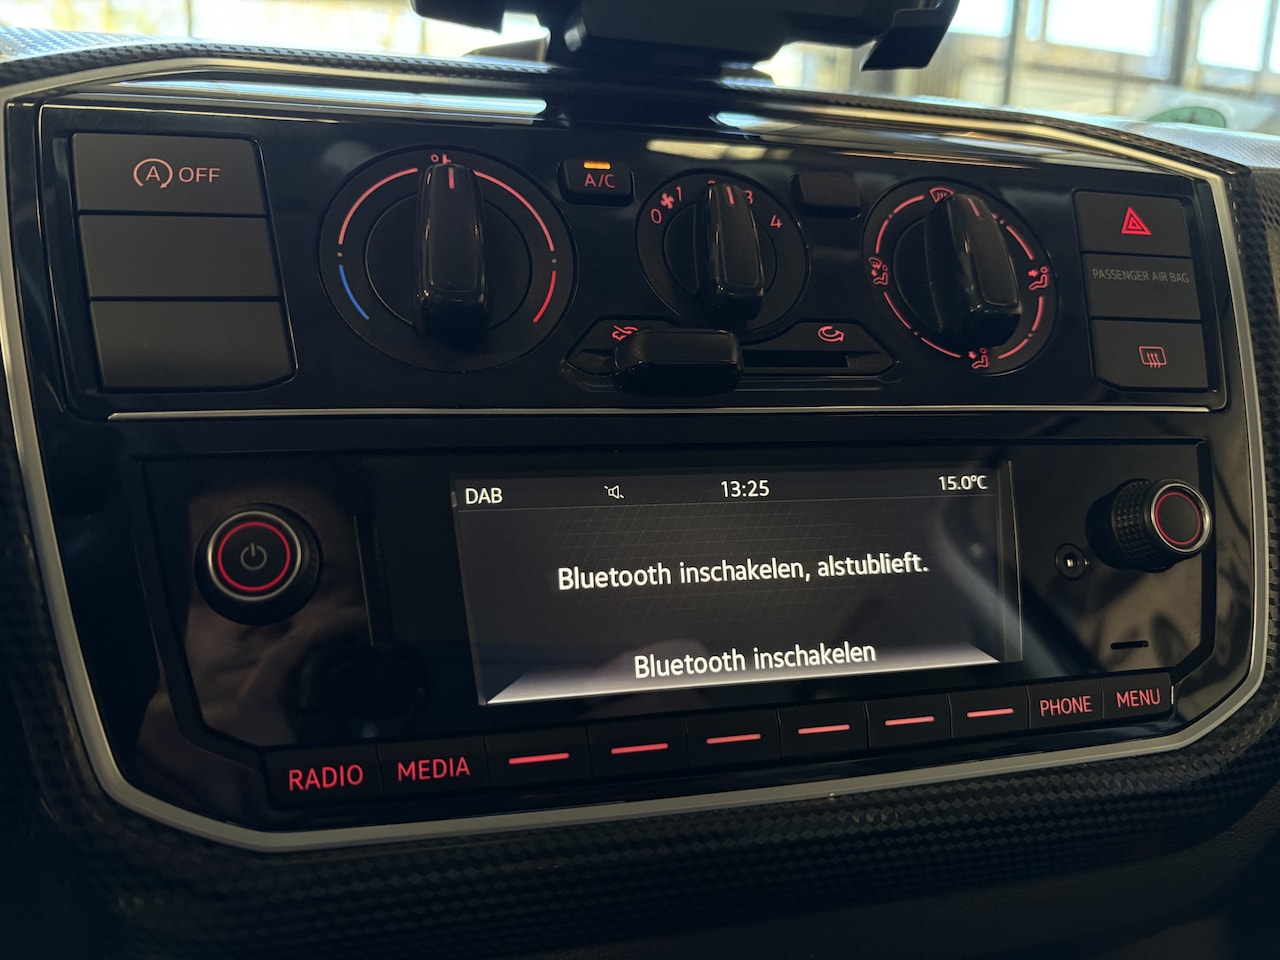 A OFF
A/C
0 1 3 4
PASSENGER AIR BAG
DAB 13:25 15.0°C
Bluetooth inschakelen, alstublieft.
Bluetooth inschakelen
RADIO MEDIA PHONE MENU